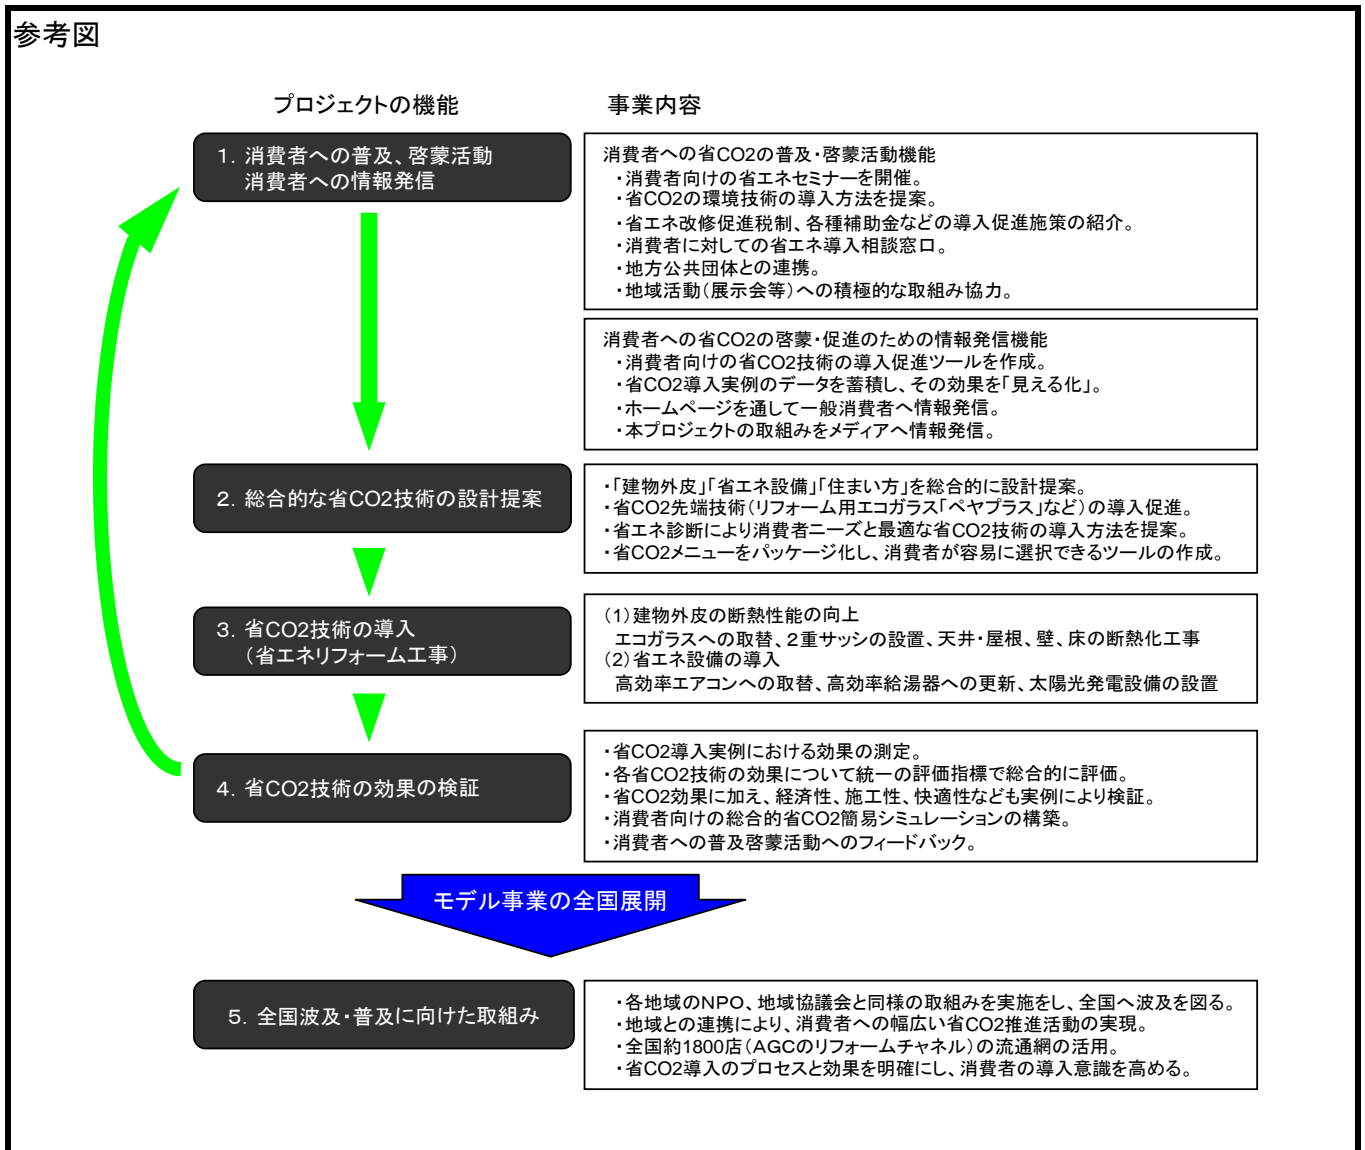 参考図
プロジェクトの機能
事業内容
1．消費者への普及、啓蒙活動
消費者への情報発信
消費者への省CO2の普及・啓蒙活動機能
・消費者向けの省エネセミナーを開催。
・省CO2の環境技術の導入方法を提案。
・省エネ改修促進税制、各種補助金などの導入促進施策の紹介。
・消費者に対しての省エネ導入相談窓口。
・地方公共団体との連携。
・地域活動（展示会等）への積極的な取組み協力。
消費者への省CO2の啓蒙・促進のための情報発信機能
・消費者向けの省CO2技術の導入促進ツールを作成。
・省CO2導入実例のデータを蓄積し、その効果を「見える化」。
・ホームページを通して一般消費者へ情報発信。
・本プロジェクトの取組みをメディアへ情報発信。
2．総合的な省CO2技術の設計提案
・「建物外皮」「省エネ設備」「住まい方」を総合的に設計提案。
・省CO2先端技術（リフォーム用エコガラス「ペヤプラス」など）の導入促進。
・省エネ診断により消費者ニーズと最適な省CO2技術の導入方法を提案。
・省CO2メニューをパッケージ化し、消費者が容易に選択できるツールの作成。
3．省CO2技術の導入
（省エネリフォーム工事）
（1）建物外皮の断熱性能の向上
エコガラスへの取替、２重サッシの設置、天井・屋根、壁、床の断熱化工事
（2）省エネ設備の導入
高効率エアコンへの取替、高効率給湯器への更新、太陽光発電設備の設置
4．省CO2技術の効果の検証
・省CO2導入実例における効果の測定。
・各省CO2技術の効果について統一の評価指標で総合的に評価。
・省CO2効果に加え、経済性、施工性、快適性なども実例により検証。
・消費者向けの総合的省CO2簡易シミュレーションの構築。
・消費者への普及啓蒙活動へのフィードバック。
モデル事業の全国展開
５．全国波及・普及に向けた取組み
・各地域のＮＰＯ、地域協議会と同様の取組みを実施をし、全国へ波及を図る。
・地域との連携により、消費者への幅広い省CO2推進活動の実現。
・全国約1800店（ＡＧＣのリフォームチャネル）の流通網の活用。
・省CO2導入のプロセスと効果を明確にし、消費者の導入意識を高める。